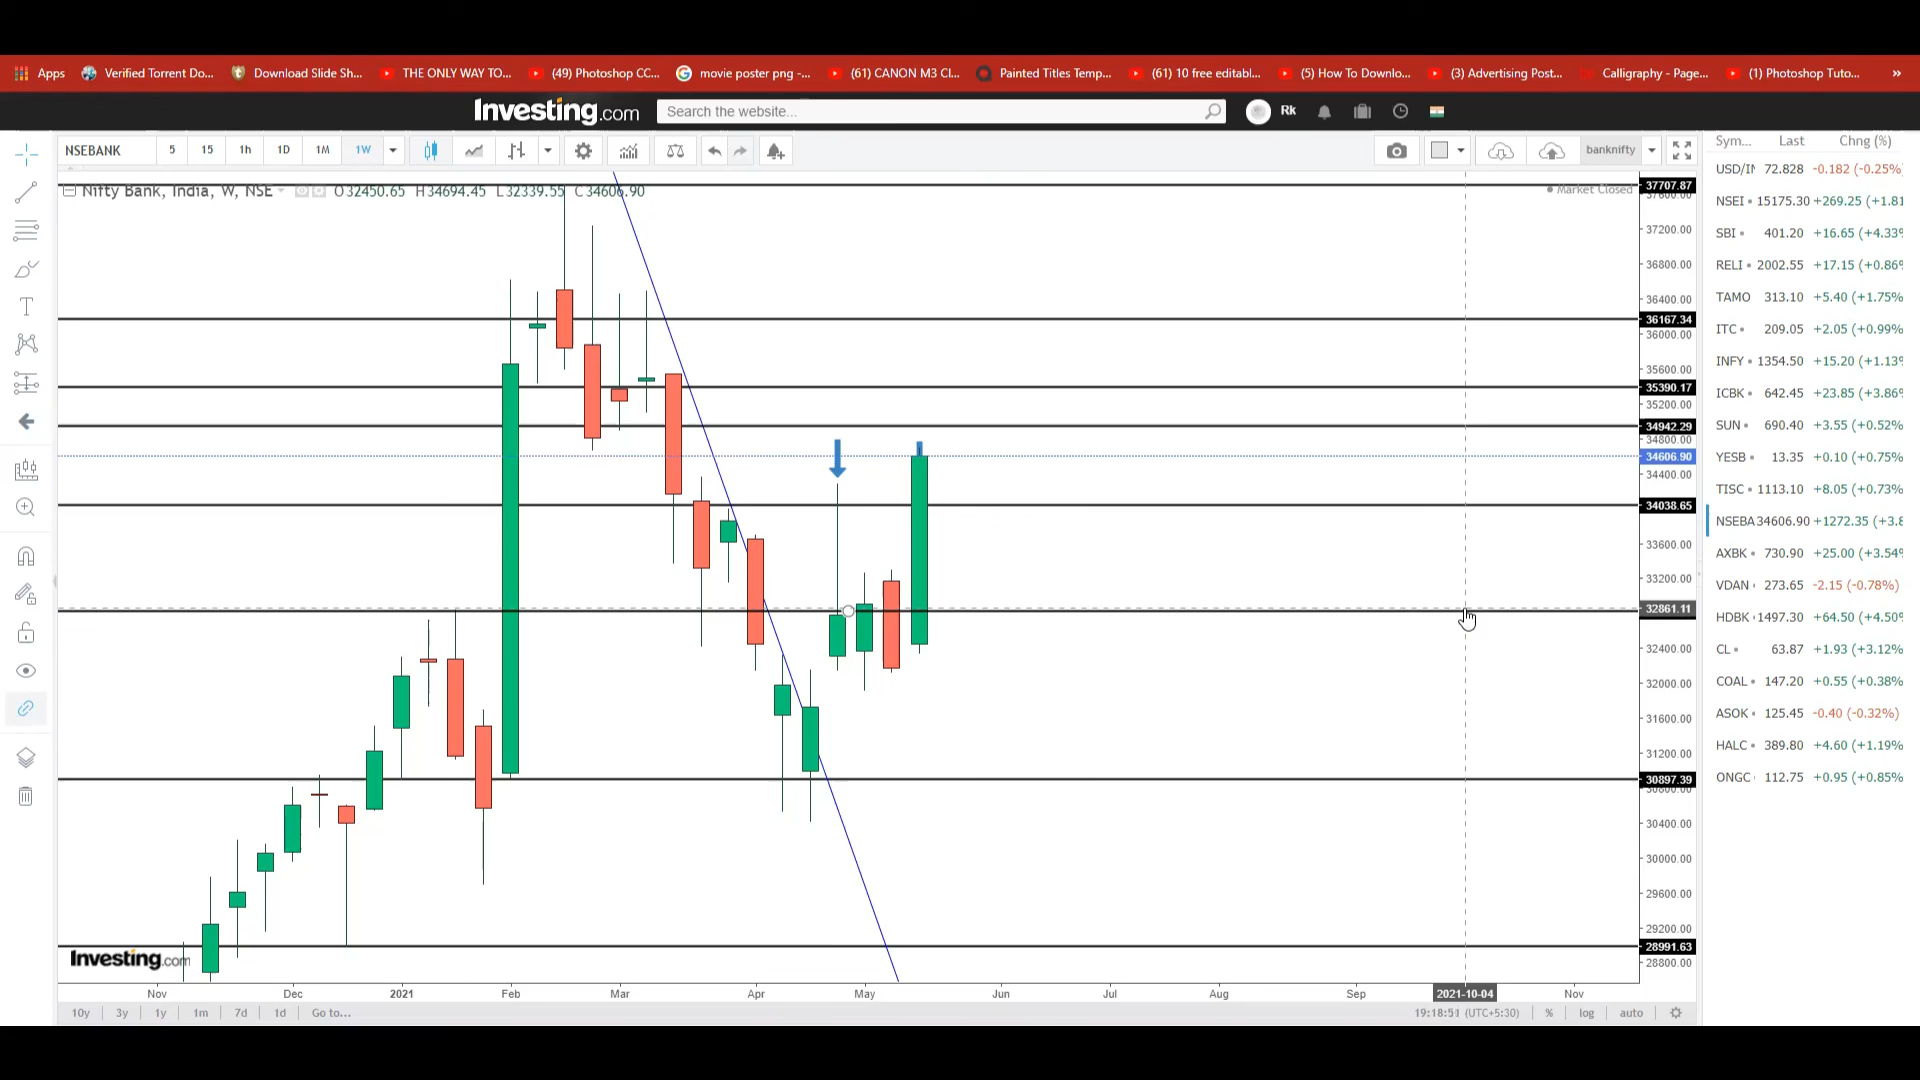 Apps Verified Torrent Do... Download Slide Sh... THE ONLY WAY TO... (49) Photoshop CC... movie poster png -... (61) CANON M3 Cl... Painted Titles Temp... (61) 10 free editabl... (5) How To Downlo... (3) Advertising Post... Calligraphy - Page... (1) Photoshop Tuto... »
Investing.com Search the website... Rk
NSEBANK 5 15 1h 1D 1M 1W banknifty
Nifty Bank, India, W, NSE O32450.65 H34694.45 L32339.55 C34606.90
Market Closed
37707.87
37200.00
36800.00
36400.00
36167.34
36000.00
35600.00
35390.17
35200.00
34942.29
34800.00
34606.90
34400.00
34038.65
33600.00
33200.00
32861.11
32400.00
32000.00
31600.00
31200.00
30897.39
30400.00
30000.00
29600.00
29200.00
28991.63
28800.00
Investing.com
Nov Dec 2021 Feb Mar Apr May Jun Jul Aug Sep 2021-10-04 Nov
10y 3y 1y 1m 7d 1d Go to... 19:18:51 (UTC+5:30) % log auto
Sym... Last Chng (%)
USD/IN 72.828 -0.182 (-0.25%)
NSEI 15175.30 +269.25 (+1.81
SBI 401.20 +16.65 (+4.33%
RELI 2002.55 +17.15 (+0.86%
TAMO 313.10 +5.40 (+1.75%
ITC 209.05 +2.05 (+0.99%
INFY 1354.50 +15.20 (+1.13%
ICBK 642.45 +23.85 (+3.86%
SUN 690.40 +3.55 (+0.52%
YESB 13.35 +0.10 (+0.75%
TISC 1113.10 +8.05 (+0.73%
NSEBA 34606.90 +1272.35 (+3.8
AXBK 730.90 +25.00 (+3.54%
VDAN 273.65 -2.15 (-0.78%)
HDBK 1497.30 +64.50 (+4.50%
CL 63.87 +1.93 (+3.12%
COAL 147.20 +0.55 (+0.38%
ASOK 125.45 -0.40 (-0.32%)
HALC 389.80 +4.60 (+1.19%
ONGC 112.75 +0.95 (+0.85%